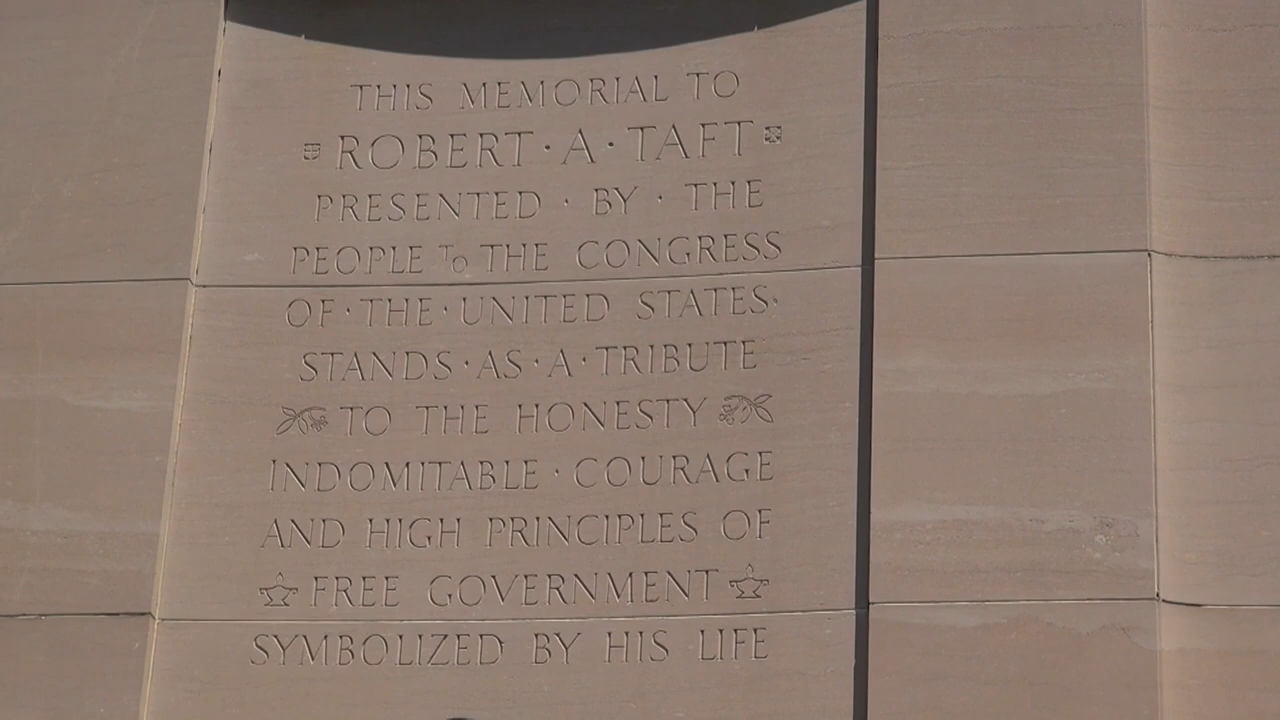 THIS MEMORIAL TO
ROBERT·A·TAFT
PRESENTED · BY · THE
PEOPLE To THE CONGRESS
OF·THE·UNITED STATES·
STANDS·AS·A·TRIBUTE
TO THE HONESTY
INDOMITABLE · COURAGE
AND HIGH PRINCIPLES OF
FREE GOVERNMENT
SYMBOLIZED BY HIS LIFE